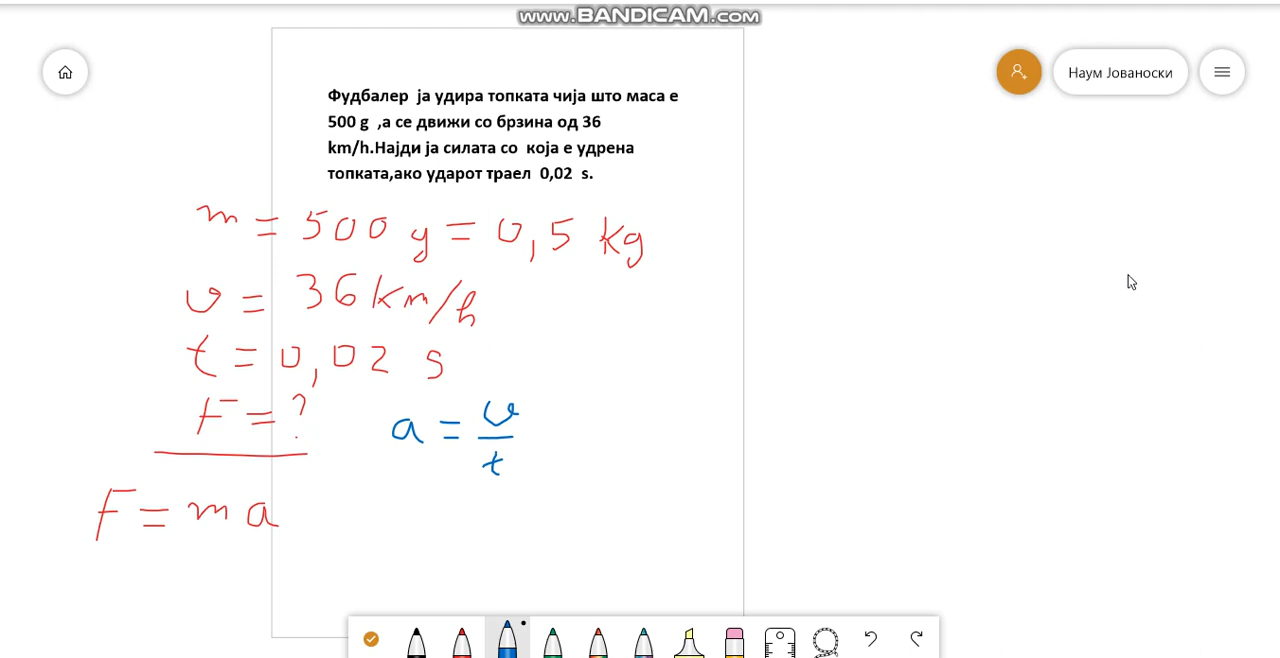 www.BANDICAM.com
Наум Јованоски
Фудбалер ја удира топката чија што маса е
500 g ,а се движи со брзина од 36
km/h.Најди ја силата со која е удрена
топката,ако ударот траел 0,02 s.
m = 500 g = 0,5 kg
v = 36 km/h
t = 0,02 s
F = ?
a = v/t
F = m a